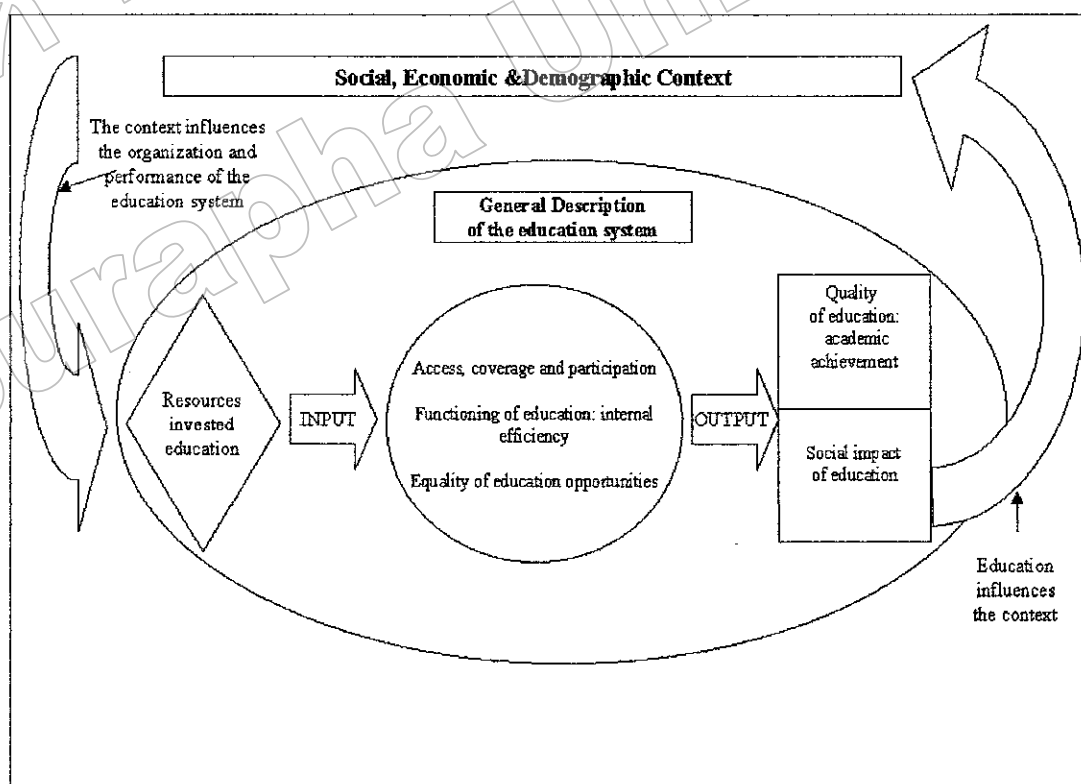 Social, Economic &Demographic Context
The context influences
the organization and
performance of the
education system
General Description
of the education system
Resources
invested
education
INPUT
Access, coverage and participation
Functioning of education: internal
efficiency
Equality of education opportunities
OUTPUT
Quality
of education:
academic
achievement
Social impact
of education
Education
influences
the context